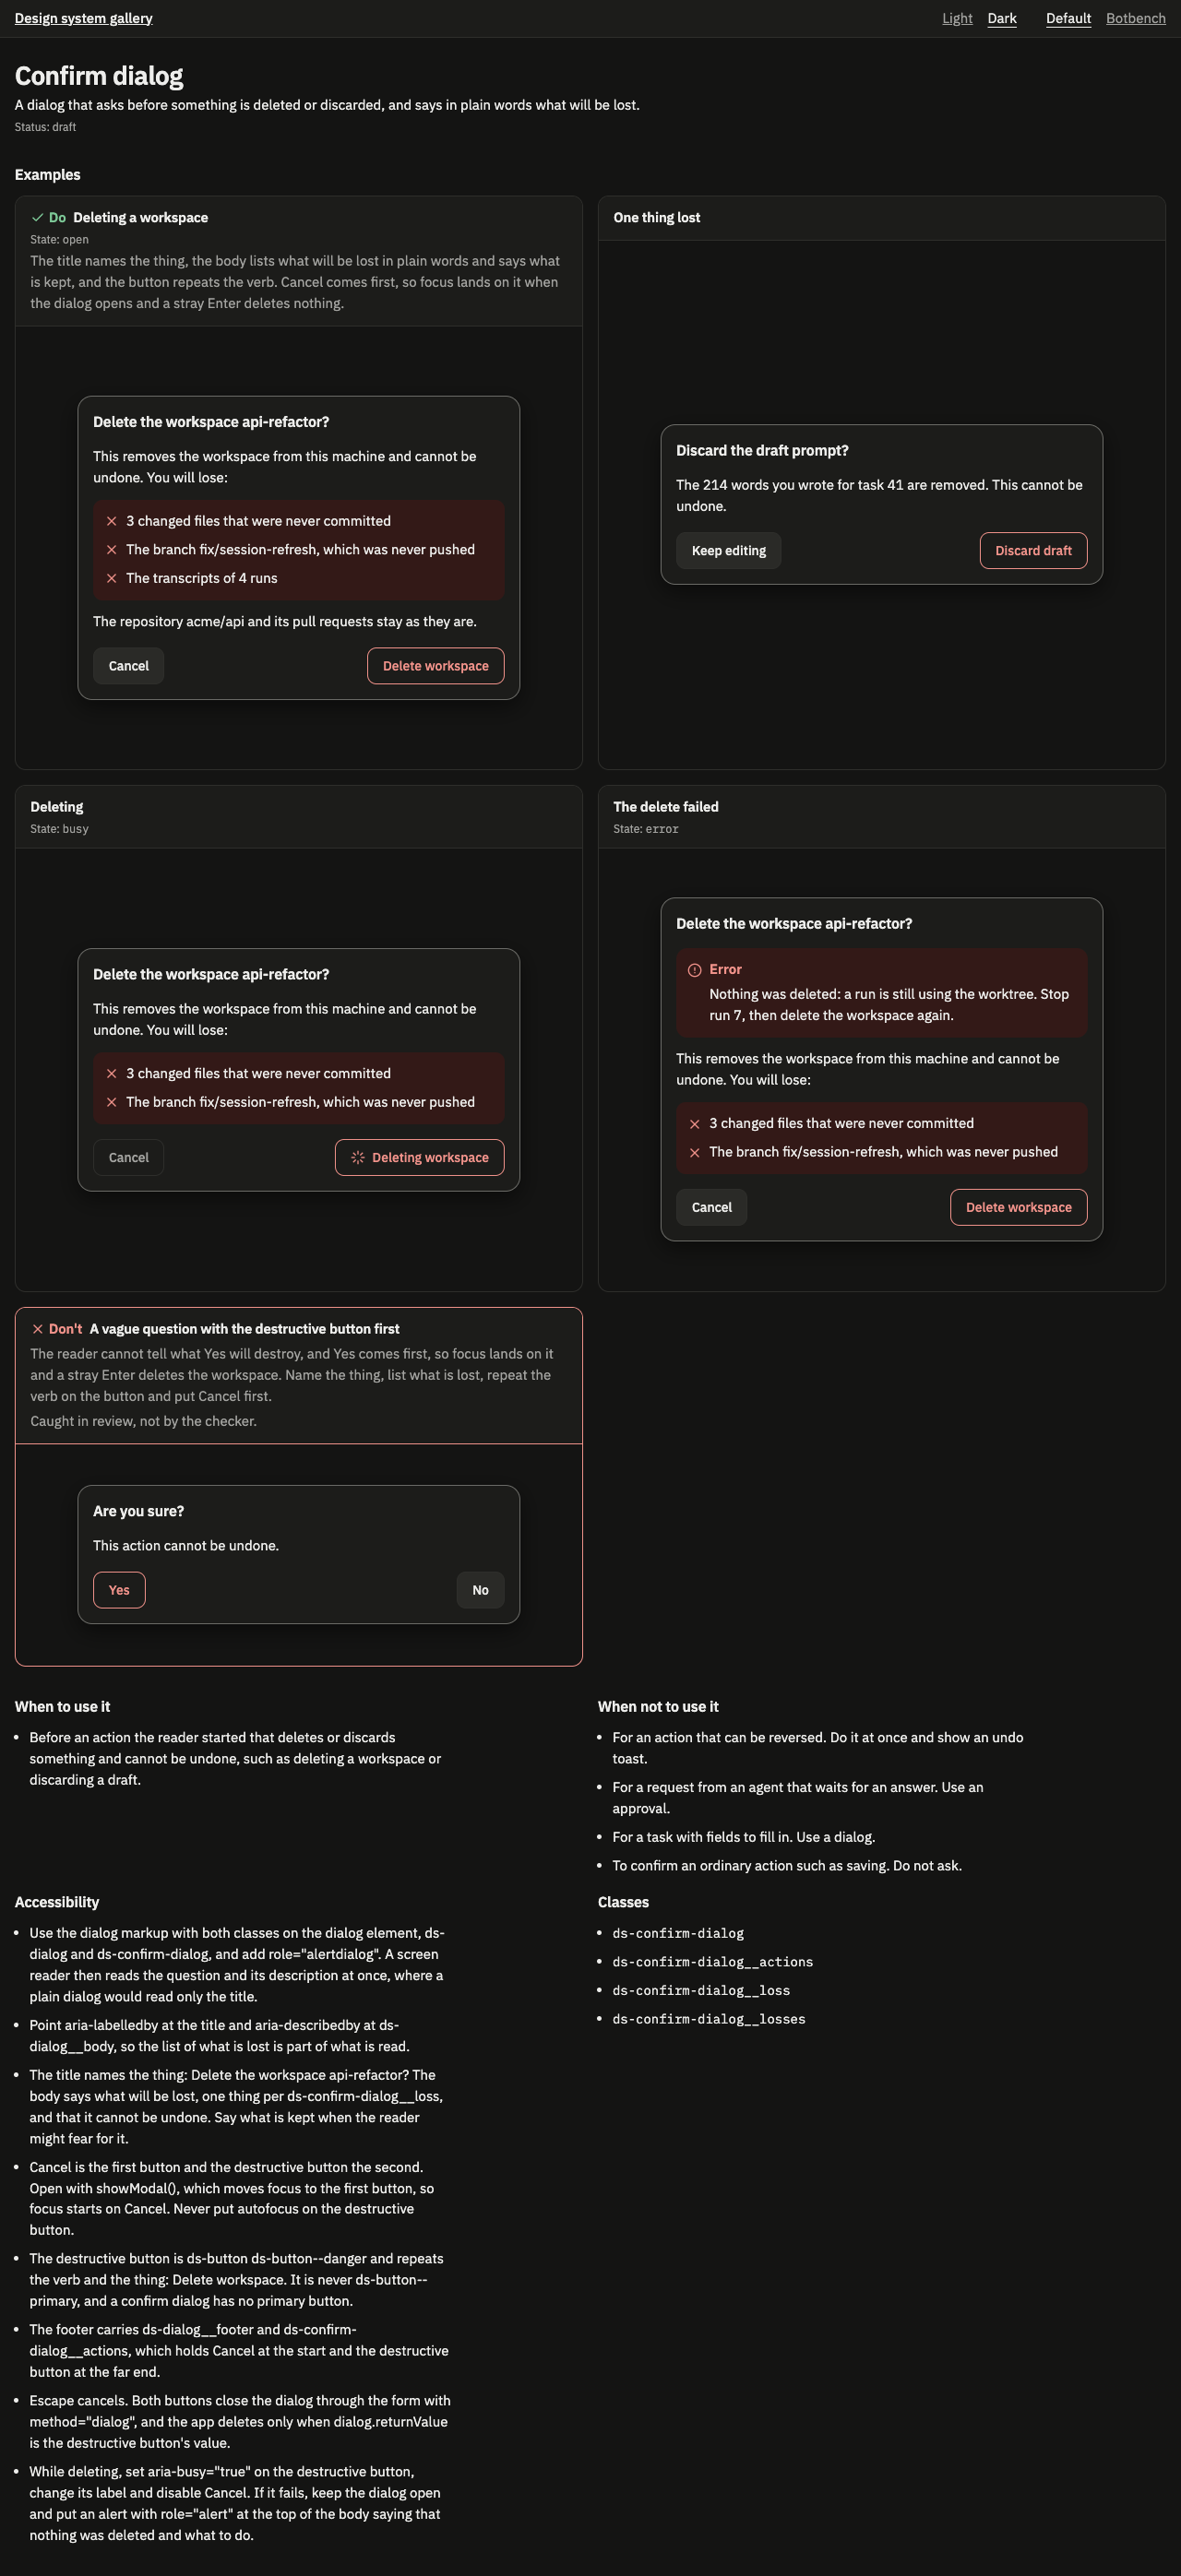 Design system gallery
Light Dark Default Botbench
Confirm dialog
A dialog that asks before something is deleted or discarded, and says in plain words what will be lost.
Status: draft
Examples
Do Deleting a workspace
State: open
The title names the thing, the body lists what will be lost in plain words and says what
is kept, and the button repeats the verb. Cancel comes first, so focus lands on it when
the dialog opens and a stray Enter deletes nothing.
Delete the workspace api-refactor?
This removes the workspace from this machine and cannot be
undone. You will lose:
3 changed files that were never committed
The branch fix/session-refresh, which was never pushed
The transcripts of 4 runs
The repository acme/api and its pull requests stay as they are.
Cancel
Delete workspace
One thing lost
Discard the draft prompt?
The 214 words you wrote for task 41 are removed. This cannot be
undone.
Keep editing
Discard draft
Deleting
State: busy
Delete the workspace api-refactor?
This removes the workspace from this machine and cannot be
undone. You will lose:
3 changed files that were never committed
The branch fix/session-refresh, which was never pushed
Cancel
Deleting workspace
The delete failed
State: error
Delete the workspace api-refactor?
Error
Nothing was deleted: a run is still using the worktree. Stop
run 7, then delete the workspace again.
This removes the workspace from this machine and cannot be
undone. You will lose:
3 changed files that were never committed
The branch fix/session-refresh, which was never pushed
Cancel
Delete workspace
Don't A vague question with the destructive button first
The reader cannot tell what Yes will destroy, and Yes comes first, so focus lands on it
and a stray Enter deletes the workspace. Name the thing, list what is lost, repeat the
verb on the button and put Cancel first.
Caught in review, not by the checker.
Are you sure?
This action cannot be undone.
Yes
No
When to use it
Before an action the reader started that deletes or discards
something and cannot be undone, such as deleting a workspace or
discarding a draft.
When not to use it
For an action that can be reversed. Do it at once and show an undo
toast.
For a request from an agent that waits for an answer. Use an
approval.
For a task with fields to fill in. Use a dialog.
To confirm an ordinary action such as saving. Do not ask.
Accessibility
Use the dialog markup with both classes on the dialog element, ds-
dialog and ds-confirm-dialog, and add role="alertdialog". A screen
reader then reads the question and its description at once, where a
plain dialog would read only the title.
Point aria-labelledby at the title and aria-describedby at ds-
dialog__body, so the list of what is lost is part of what is read.
The title names the thing: Delete the workspace api-refactor? The
body says what will be lost, one thing per ds-confirm-dialog__loss,
and that it cannot be undone. Say what is kept when the reader
might fear for it.
Cancel is the first button and the destructive button the second.
Open with showModal(), which moves focus to the first button, so
focus starts on Cancel. Never put autofocus on the destructive
button.
The destructive button is ds-button ds-button--danger and repeats
the verb and the thing: Delete workspace. It is never ds-button--
primary, and a confirm dialog has no primary button.
The footer carries ds-dialog__footer and ds-confirm-
dialog__actions, which holds Cancel at the start and the destructive
button at the far end.
Escape cancels. Both buttons close the dialog through the form with
method="dialog", and the app deletes only when dialog.returnValue
is the destructive button's value.
While deleting, set aria-busy="true" on the destructive button,
change its label and disable Cancel. If it fails, keep the dialog open
and put an alert with role="alert" at the top of the body saying that
nothing was deleted and what to do.
Classes
ds-confirm-dialog
ds-confirm-dialog__actions
ds-confirm-dialog__loss
ds-confirm-dialog__losses